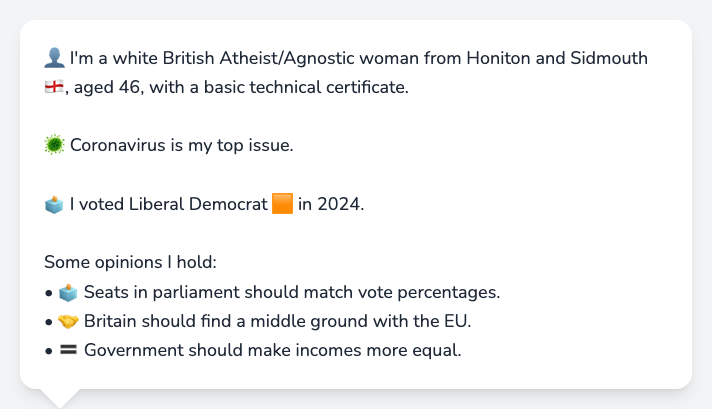 👤 I'm a white British Atheist/Agnostic woman from Honiton and Sidmouth
🏴󠁧󠁢󠁥󠁮󠁧󠁿, aged 46, with a basic technical certificate.
🦠 Coronavirus is my top issue.
🗳️ I voted Liberal Democrat 🟧 in 2024.
Some opinions I hold:
• 🗳️ Seats in parliament should match vote percentages.
• 🤝 Britain should find a middle ground with the EU.
• 🟰 Government should make incomes more equal.